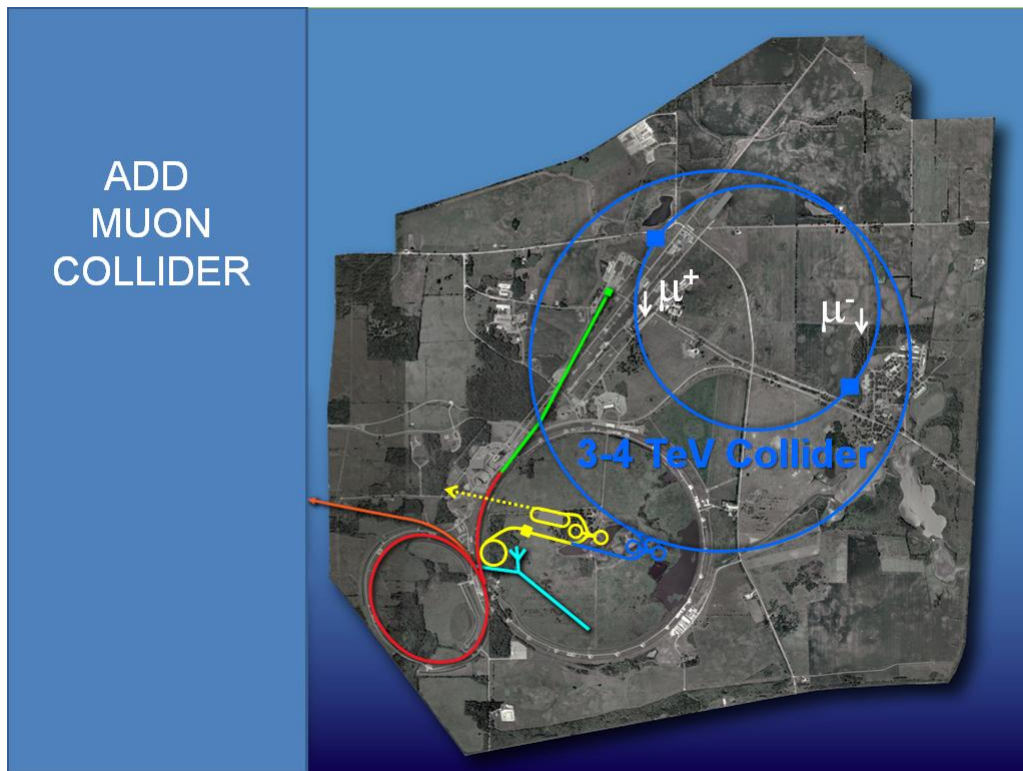 ADD
MUON
COLLIDER
μ⁺
μ⁻
3-4 TeV Collider